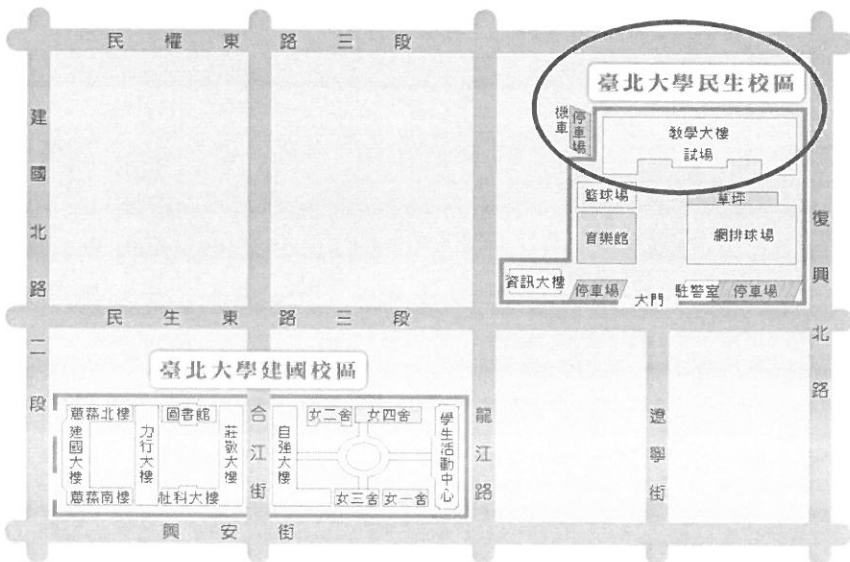 民權東路三段
臺北大學民生校區
機車
停車場
教學大樓
試場
籃球場
草坪
育樂館
網排球場
資訊大樓
停車場
大門
駐警室
停車場
建國北路二段
復興北路
民生東路三段
臺北大學建國校區
蕙蓀北樓
圖書館
女二舍
女四舍
建國大樓
力行大樓
莊敬大樓
合江街
自強大樓
學生活動中心
龍江路
遼寧街
蕙蓀南樓
社科大樓
女三舍
女一舍
興安街